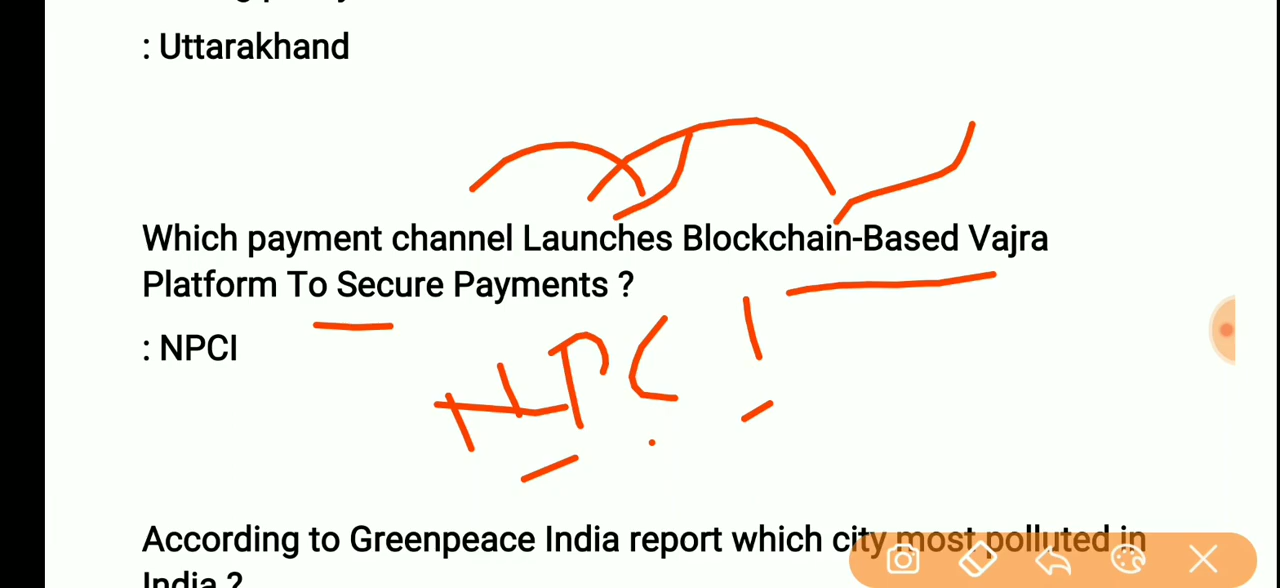 : Uttarakhand
Which payment channel Launches Blockchain-Based Vajra
Platform To Secure Payments ?
: NPCI
NPCI
According to Greenpeace India report which city most polluted in
India ?